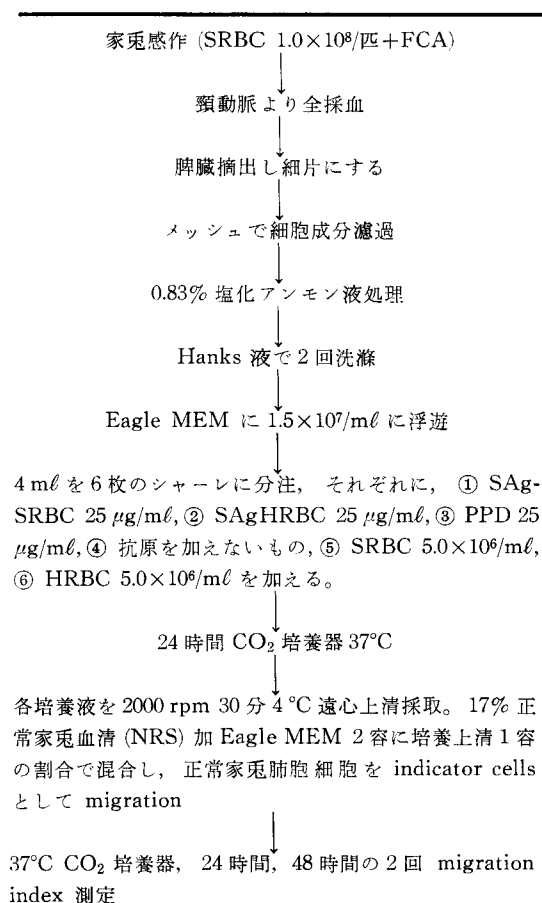 家兎感作 (SRBC 1.0×10⁸/匹+FCA)
頸動脈より全採血
脾臓摘出し細片にする
メッシュで細胞成分濾過
0.83% 塩化アンモン液処理
Hanks 液で2回洗滌
Eagle MEM に 1.5×10⁷/mℓ に浮遊
4 mℓ を6枚のシャーレに分注, それぞれに, ① SAg-
SRBC 25 μg/mℓ, ② SAgHRBC 25 μg/mℓ, ③ PPD 25
μg/mℓ, ④ 抗原を加えないもの, ⑤ SRBC 5.0×10⁶/mℓ,
⑥ HRBC 5.0×10⁶/mℓ を加える。
24 時間 CO₂ 培養器 37°C
各培養液を 2000 rpm 30 分 4 °C 遠心上清採取。 17% 正
常家兎血清 (NRS) 加 Eagle MEM 2 容に培養上清1容
の割合で混合し, 正常家兎肺胞細胞を indicator cells
として migration
37°C CO₂ 培養器, 24 時間, 48 時間の2回 migration
index 測定